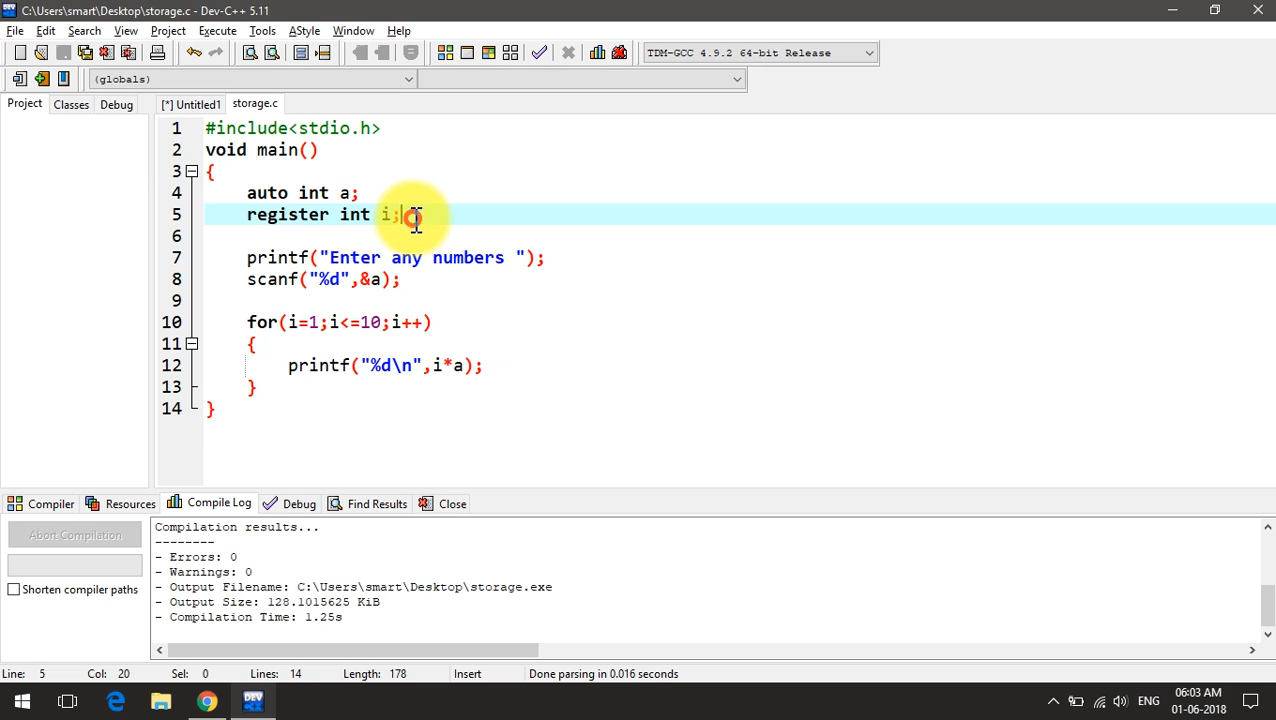 C:\Users\smart\Desktop\storage.c - Dev-C++ 5.11
File Edit Search View Project Execute Tools AStyle Window Help
TDM-GCC 4.9.2 64-bit Release
(globals)
Project Classes Debug [*] Untitled1 storage.c
1 #include<stdio.h>
2 void main()
3 {
4 auto int a;
5 register int i;
6
7 printf("Enter any numbers ");
8 scanf("%d",&a);
9
10 for(i=1;i<=10;i++)
11 {
12 printf("%d\n",i*a);
13 }
14 }
Compiler Resources Compile Log Debug Find Results Close
Abort Compilation
Shorten compiler paths
Compilation results...
--------
- Errors: 0
- Warnings: 0
- Output Filename: C:\Users\smart\Desktop\storage.exe
- Output Size: 128.1015625 KiB
- Compilation Time: 1.25s
Line: 5 Col: 20 Sel: 0 Lines: 14 Length: 178 Insert Done parsing in 0.016 seconds
DEV
ENG
06:03 AM
01-06-2018